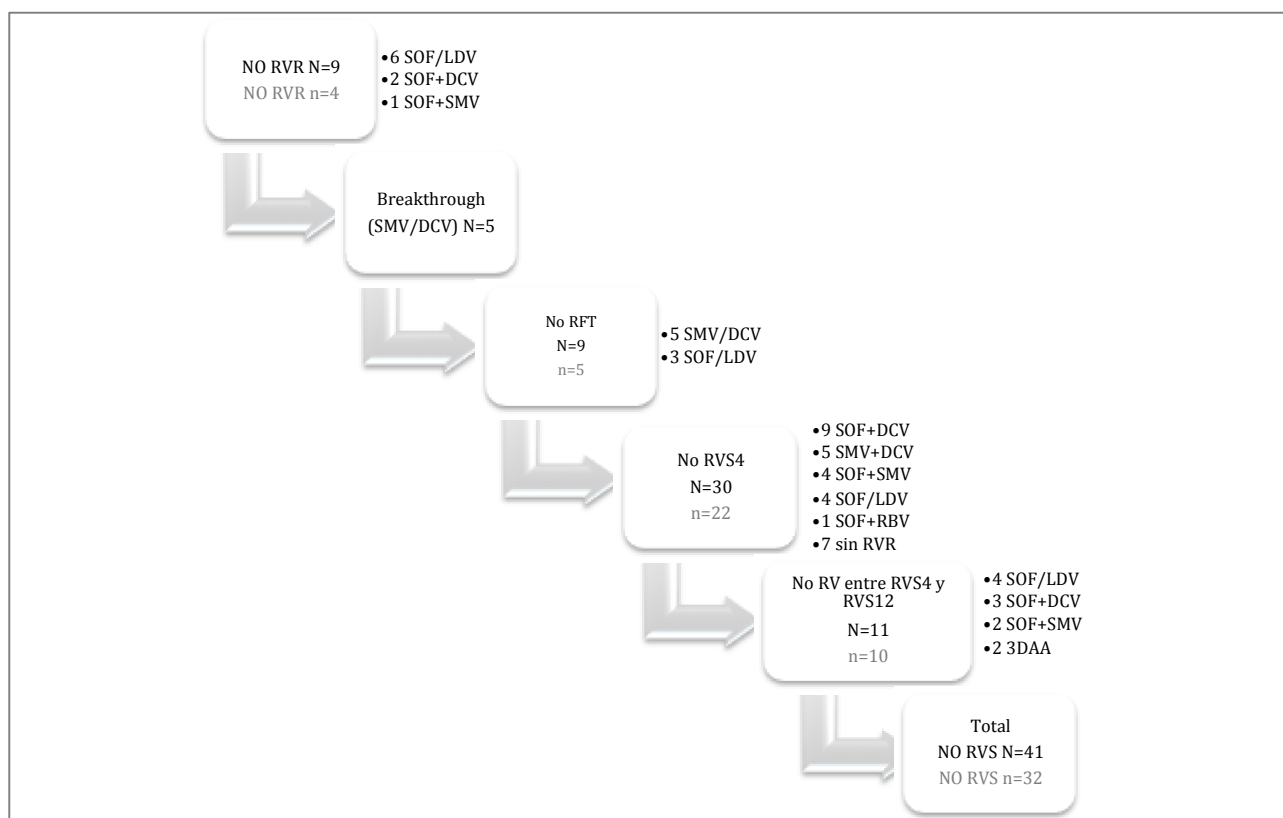 NO RVR N=9
NO RVR n=4
•6 SOF/LDV
•2 SOF+DCV
•1 SOF+SMV
Breakthrough
(SMV/DCV) N=5
No RFT
N=9
n=5
•5 SMV/DCV
•3 SOF/LDV
No RVS4
N=30
n=22
•9 SOF+DCV
•5 SMV+DCV
•4 SOF+SMV
•4 SOF/LDV
•1 SOF+RBV
•7 sin RVR
No RV entre RVS4 y
RVS12
N=11
n=10
•4 SOF/LDV
•3 SOF+DCV
•2 SOF+SMV
•2 3DAA
Total
NO RVS N=41
NO RVS n=32